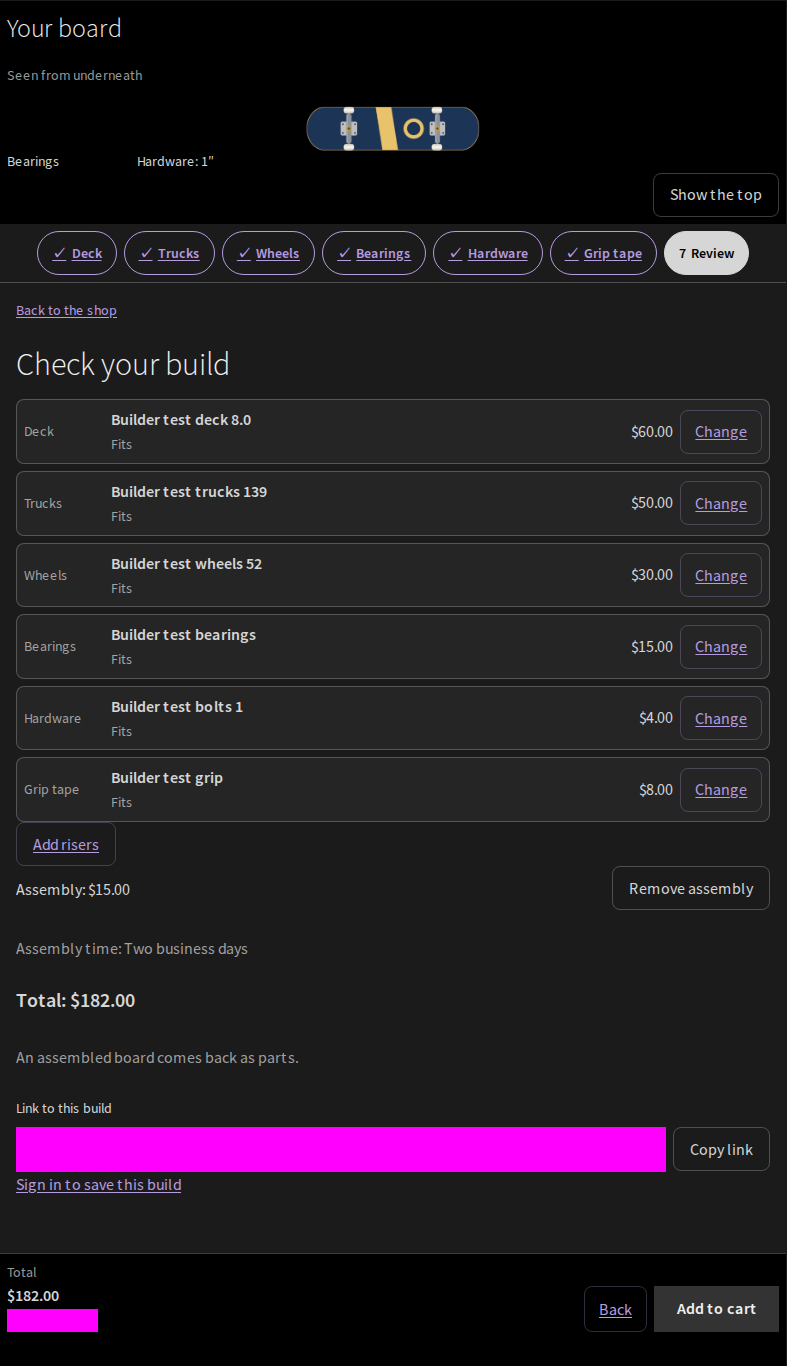 Your board
Seen from underneath
Bearings Hardware: 1"
Show the top
✓ Deck ✓ Trucks ✓ Wheels ✓ Bearings ✓ Hardware ✓ Grip tape 7 Review
Back to the shop
Check your build
Deck Builder test deck 8.0 $60.00 Change
Fits
Trucks Builder test trucks 139 $50.00 Change
Fits
Wheels Builder test wheels 52 $30.00 Change
Fits
Bearings Builder test bearings $15.00 Change
Fits
Hardware Builder test bolts 1 $4.00 Change
Fits
Grip tape Builder test grip $8.00 Change
Fits
Add risers
Assembly: $15.00 Remove assembly
Assembly time: Two business days
Total: $182.00
An assembled board comes back as parts.
Link to this build
Copy link
Sign in to save this build
Total
$182.00
Back Add to cart